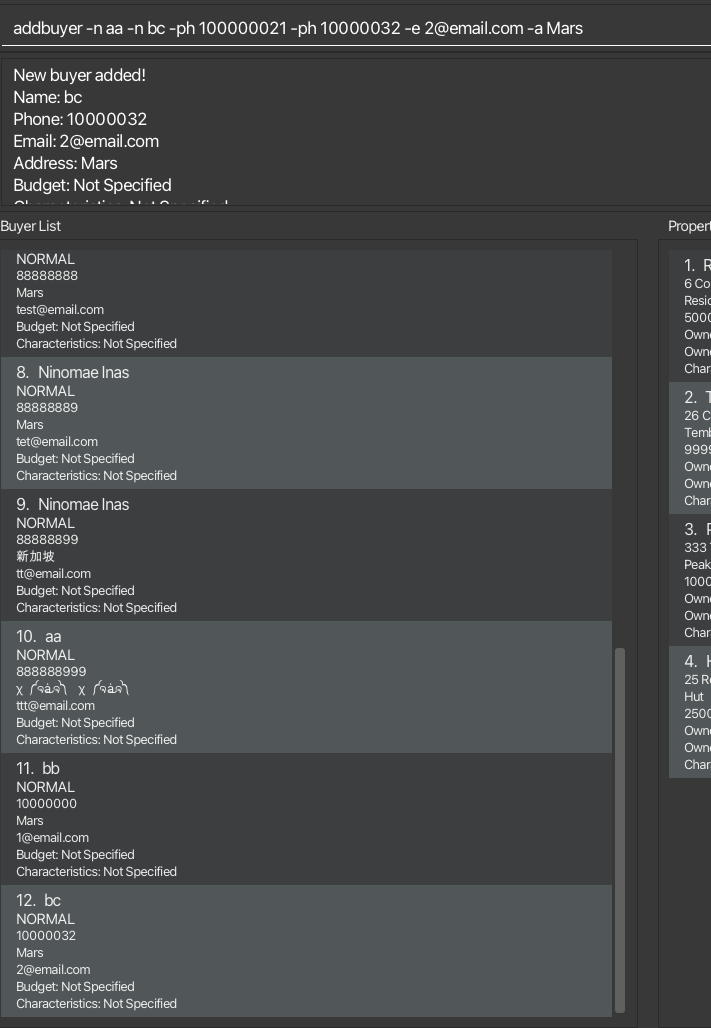 addbuyer -n aa -n bc -ph 100000021 -ph 10000032 -e 2@email.com -a Mars
New buyer added!
Name: bc
Phone: 10000032
Email: 2@email.com
Address: Mars
Budget: Not Specified
Characteristics: Not Specified
Buyer List
NORMAL
88888888
Mars
test@email.com
Budget: Not Specified
Characteristics: Not Specified
8. Ninomae Inas
NORMAL
88888889
Mars
tet@email.com
Budget: Not Specified
Characteristics: Not Specified
9. Ninomae Inas
NORMAL
88888899
新加坡
tt@email.com
Budget: Not Specified
Characteristics: Not Specified
10. aa
NORMAL
888888999
ttt@email.com
Budget: Not Specified
Characteristics: Not Specified
11. bb
NORMAL
10000000
Mars
1@email.com
Budget: Not Specified
Characteristics: Not Specified
12. bc
NORMAL
10000032
Mars
2@email.com
Budget: Not Specified
Characteristics: Not Specified
Propert
1. R
6 Co
Resid
5000
Owne
Owne
Char
2. T
26 C
Temb
9999
Owne
Owne
Char
3. P
333
Peak
1000
Owne
Owne
Char
4. H
25 Re
Hut
2500
Owne
Owne
Char